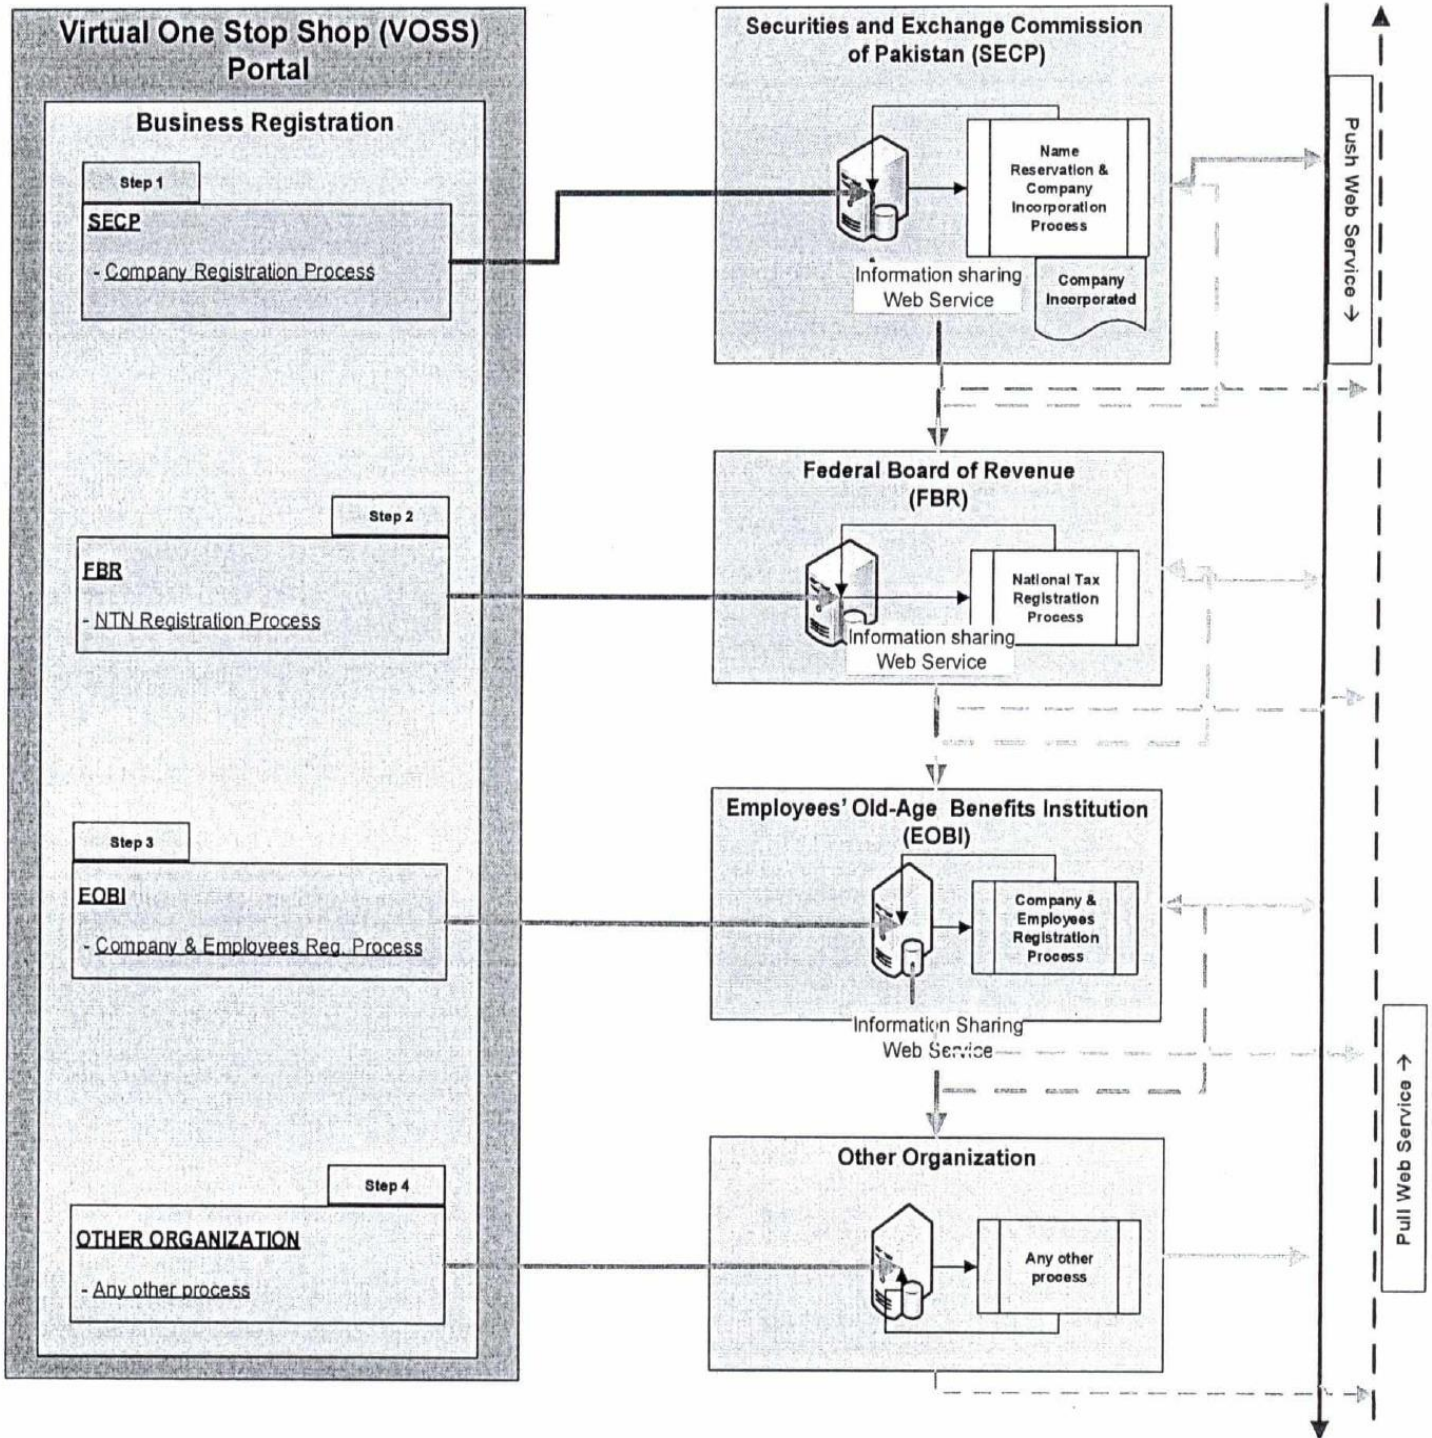 Virtual One Stop Shop (VOSS)
Portal
Business Registration
Step 1
SECP
- Company Registration Process
Step 2
FBR
- NTN Registration Process
Step 3
EOBI
- Company & Employees Reg. Process
Step 4
OTHER ORGANIZATION
- Any other process
Securities and Exchange Commission
of Pakistan (SECP)
Name
Reservation &
Company
Incorporation
Process
Information sharing
Web Service
Company
Incorporated
Federal Board of Revenue
(FBR)
National Tax
Registration
Process
Information sharing
Web Service
Employees' Old-Age Benefits Institution
(EOBI)
Company &
Employees
Registration
Process
Information Sharing
Web Service
Other Organization
Any other
process
Push Web Service →
Pull Web Service →